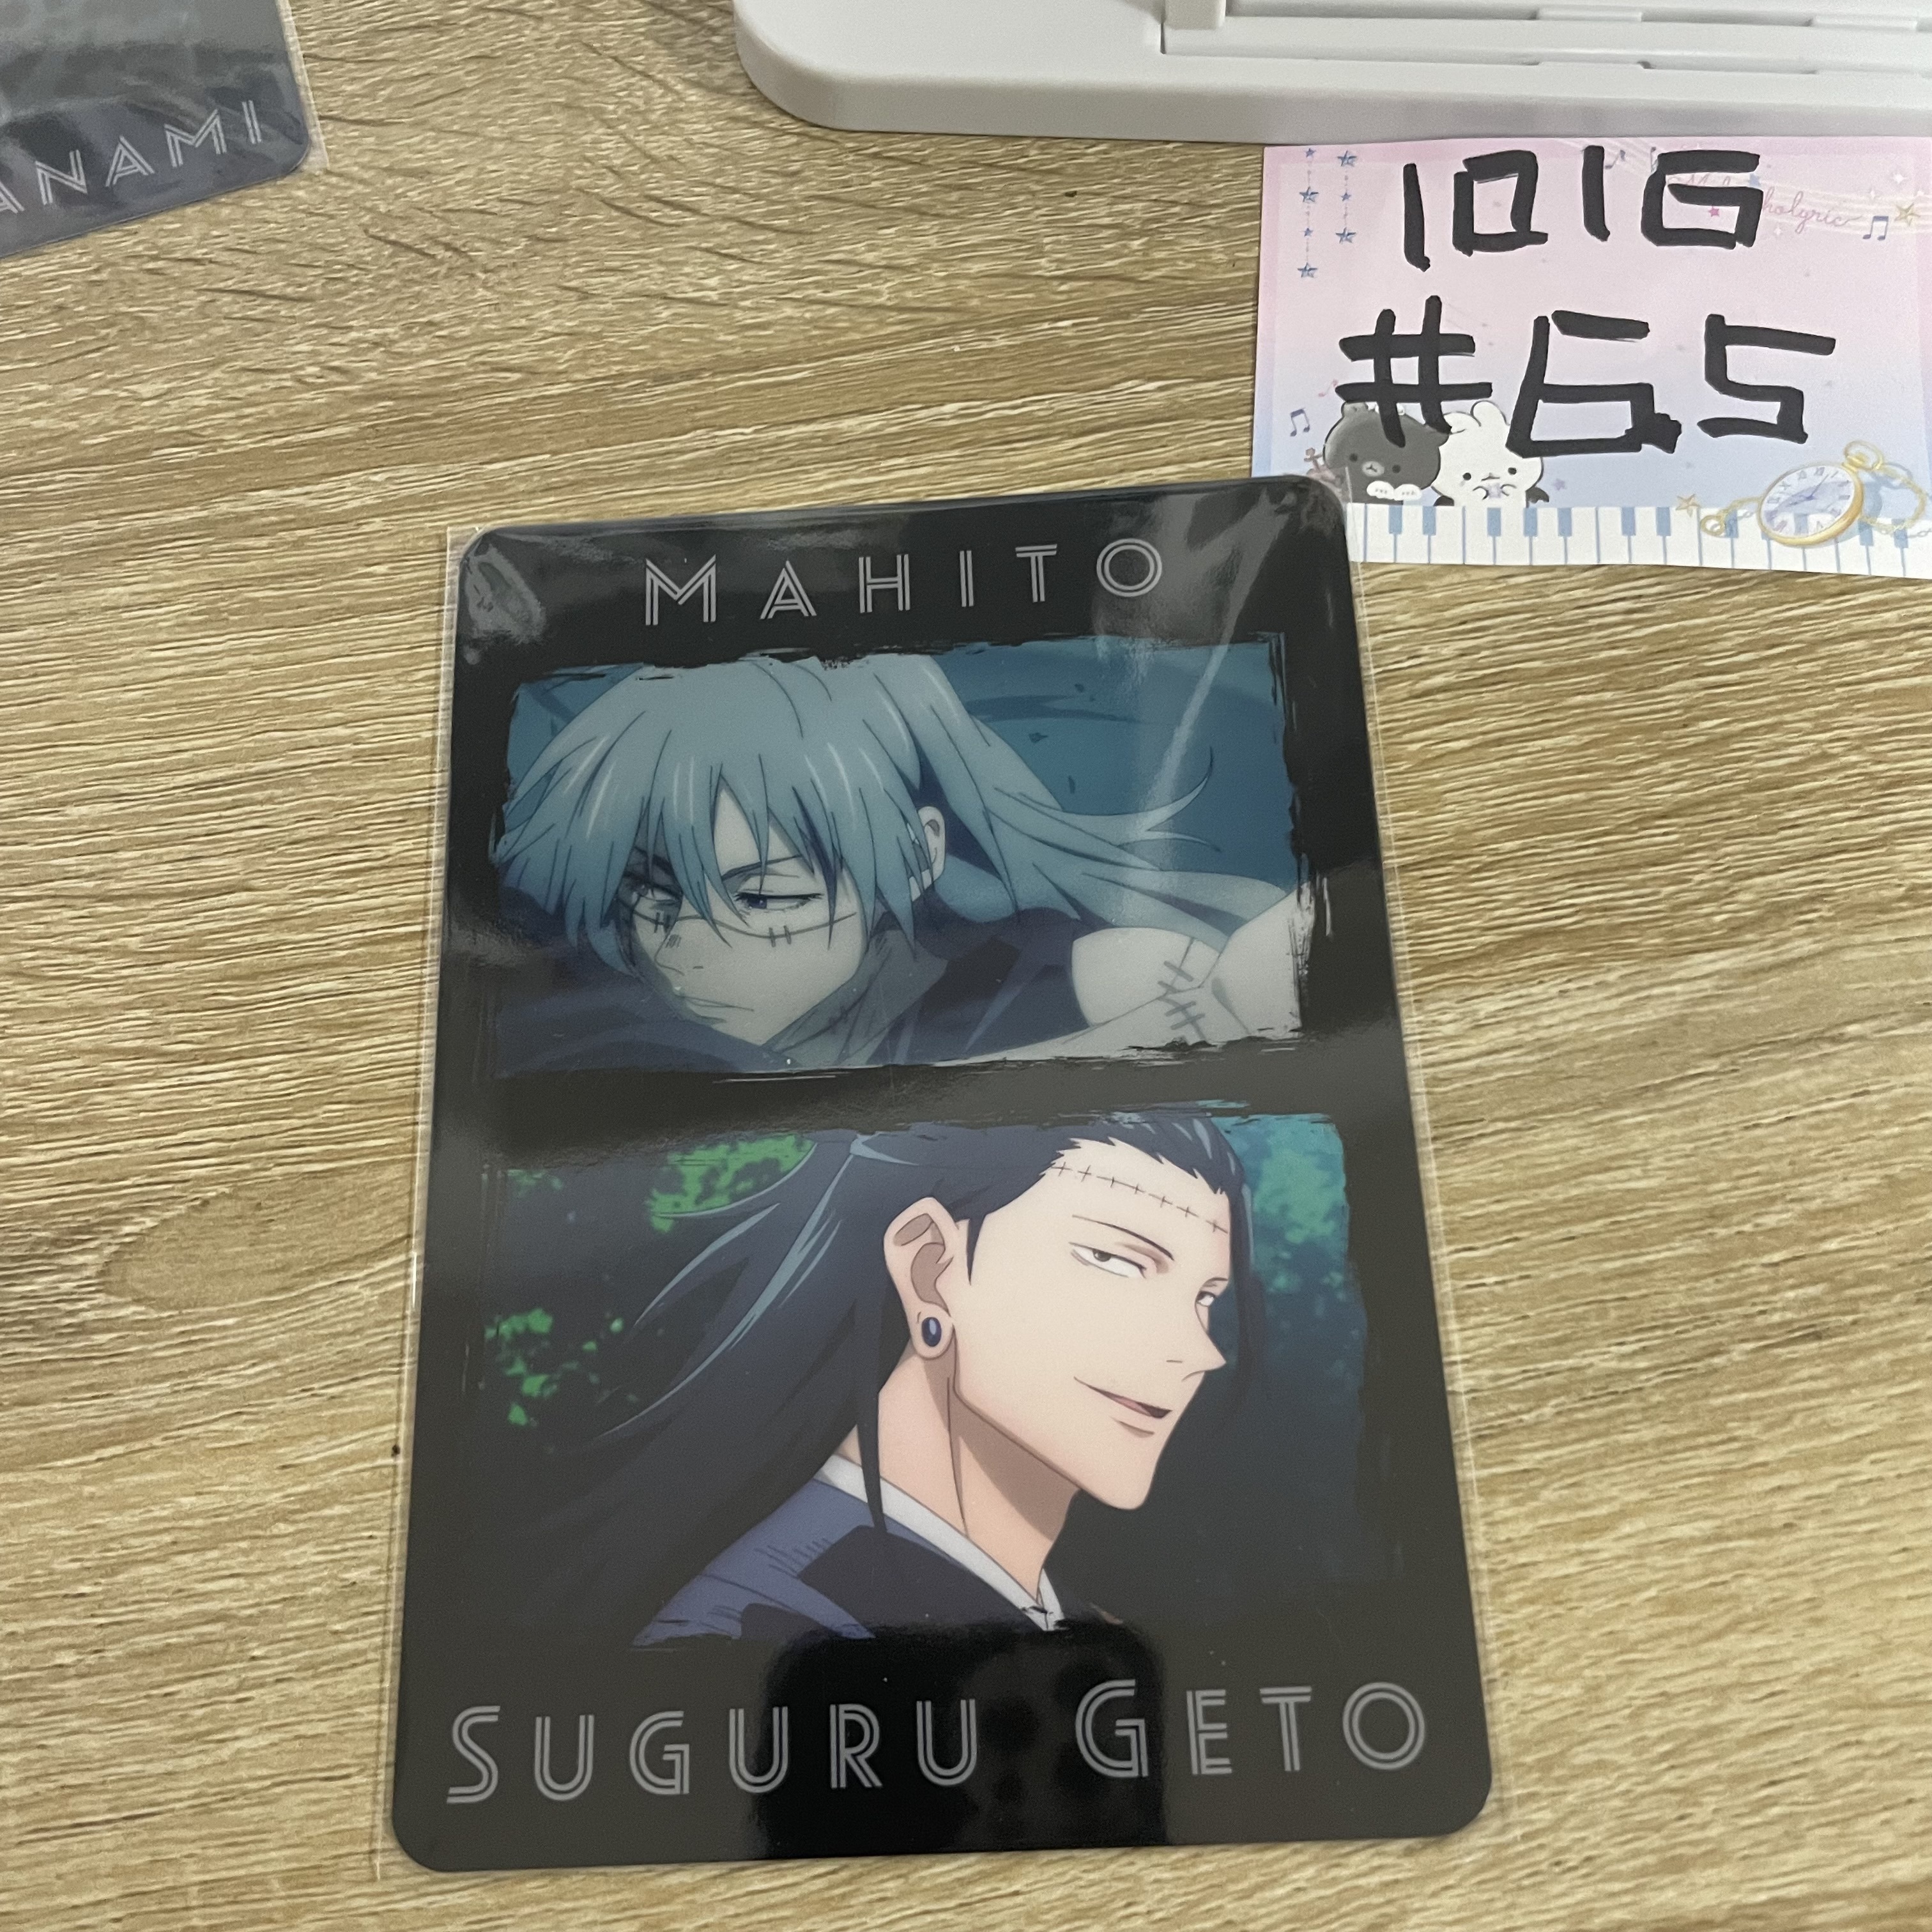 ANAMI
1016
#65
MAHITO
SUGURU GETO